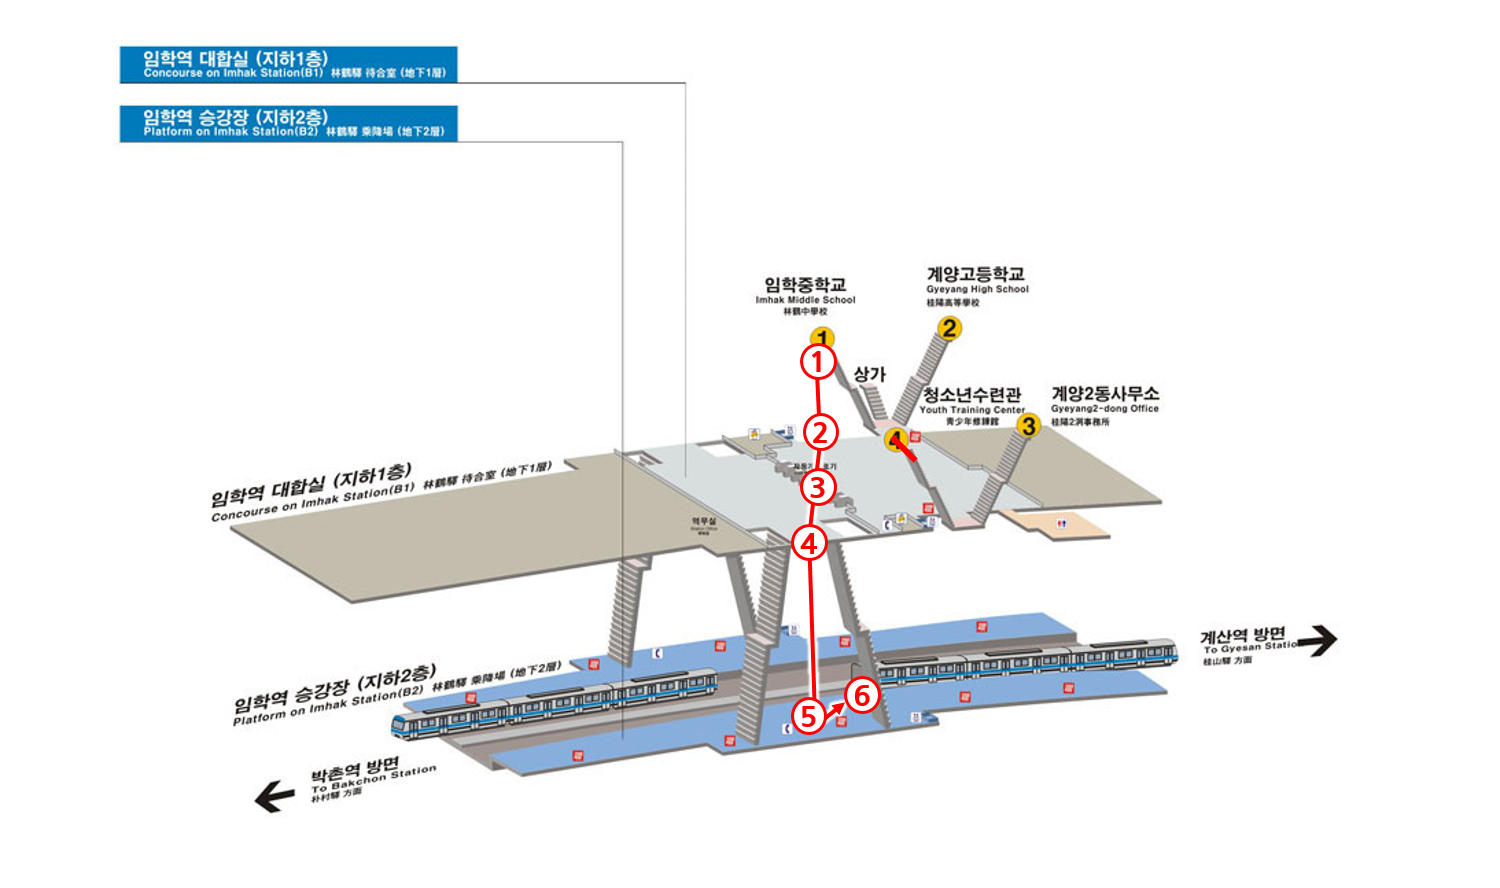 임학역 대합실 (지하1층)
Concourse on Imhak Station(B1) 林鶴驛 待合室 (地下1層)
임학역 승강장 (지하2층)
Platform on Imhak Station(B2) 林鶴驛 乘降場 (地下2層)
임학중학교
Imhak Middle School
林鶴中學校
계양고등학교
Gyeyang High School
桂陽高等學校
1
2
1
상가
청소년수련관
Youth Training Center
靑少年修鍊館
계양2동사무소
Gyeyang2-dong Office
桂陽2洞事務所
3
4
2
3
역무실
Station Office
4
임학역 대합실 (지하1층)
Concourse on Imhak Station(B1) 林鶴驛 待合室 (地下1層)
임학역 승강장 (지하2층)
Platform on Imhak Station(B2) 林鶴驛 乘降場 (地下2層)
계산역 방면
To Gyesan Statio
桂山驛 方面
5
6
박촌역 방면
To Bakchon Station
朴村驛 方面